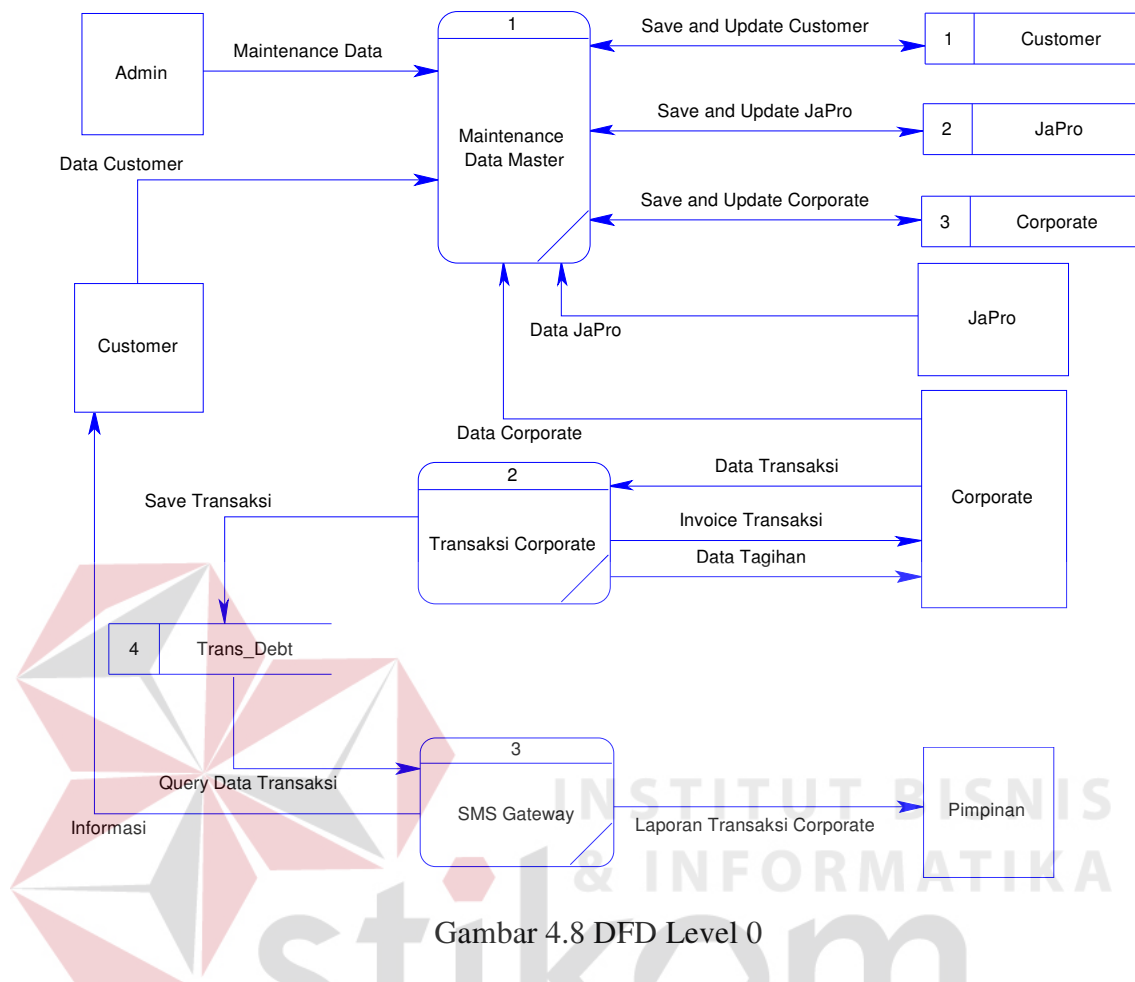 1
Save and Update Customer
1 Customer
Maintenance Data
Admin
Save and Update JaPro
2 JaPro
Maintenance
Data Master
Data Customer
Save and Update Corporate
3 Corporate
JaPro
Data JaPro
Customer
Data Corporate
2
Data Transaksi
Save Transaksi
Corporate
Invoice Transaksi
Transaksi Corporate
Data Tagihan
4 Trans_Debt
3
Query Data Transaksi
INSTITUT BISNIS
& INFORMATIKA
Informasi
SMS Gateway
Laporan Transaksi Corporate
Pimpinan
stikom
Gambar 4.8 DFD Level 0